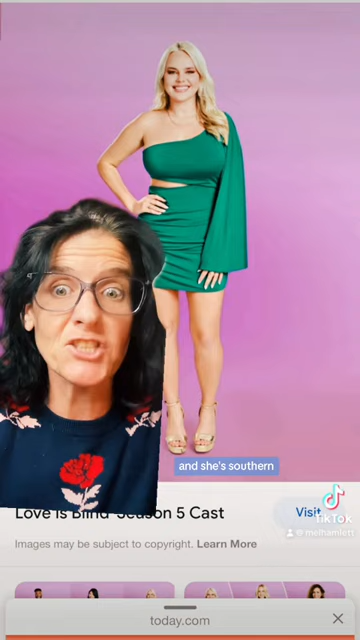 and she's southern
Love is Blind Season 5 Cast
Visit
TikTok
@ melhamlett
Images may be subject to copyright. Learn More
today.com